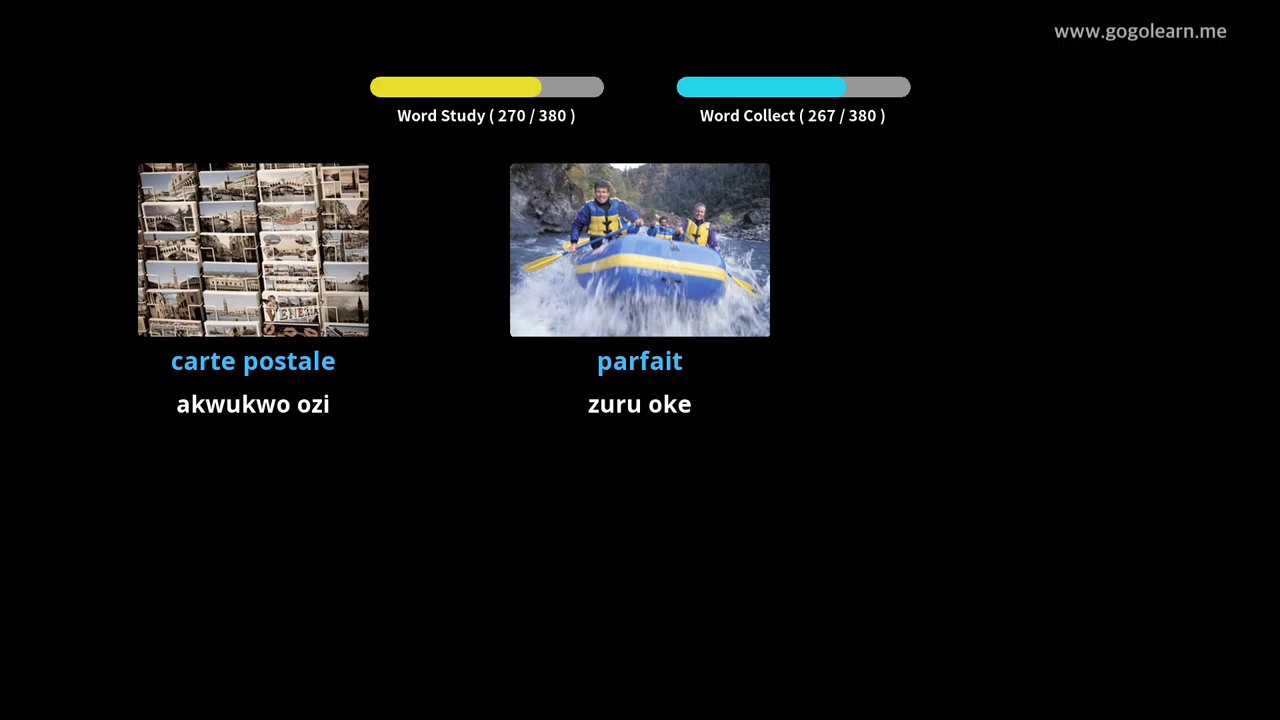 www.gogolearn.me
Word Study ( 270 / 380 )
Word Collect ( 267 / 380 )
carte postale
parfait
akwukwo ozi
zuru oke